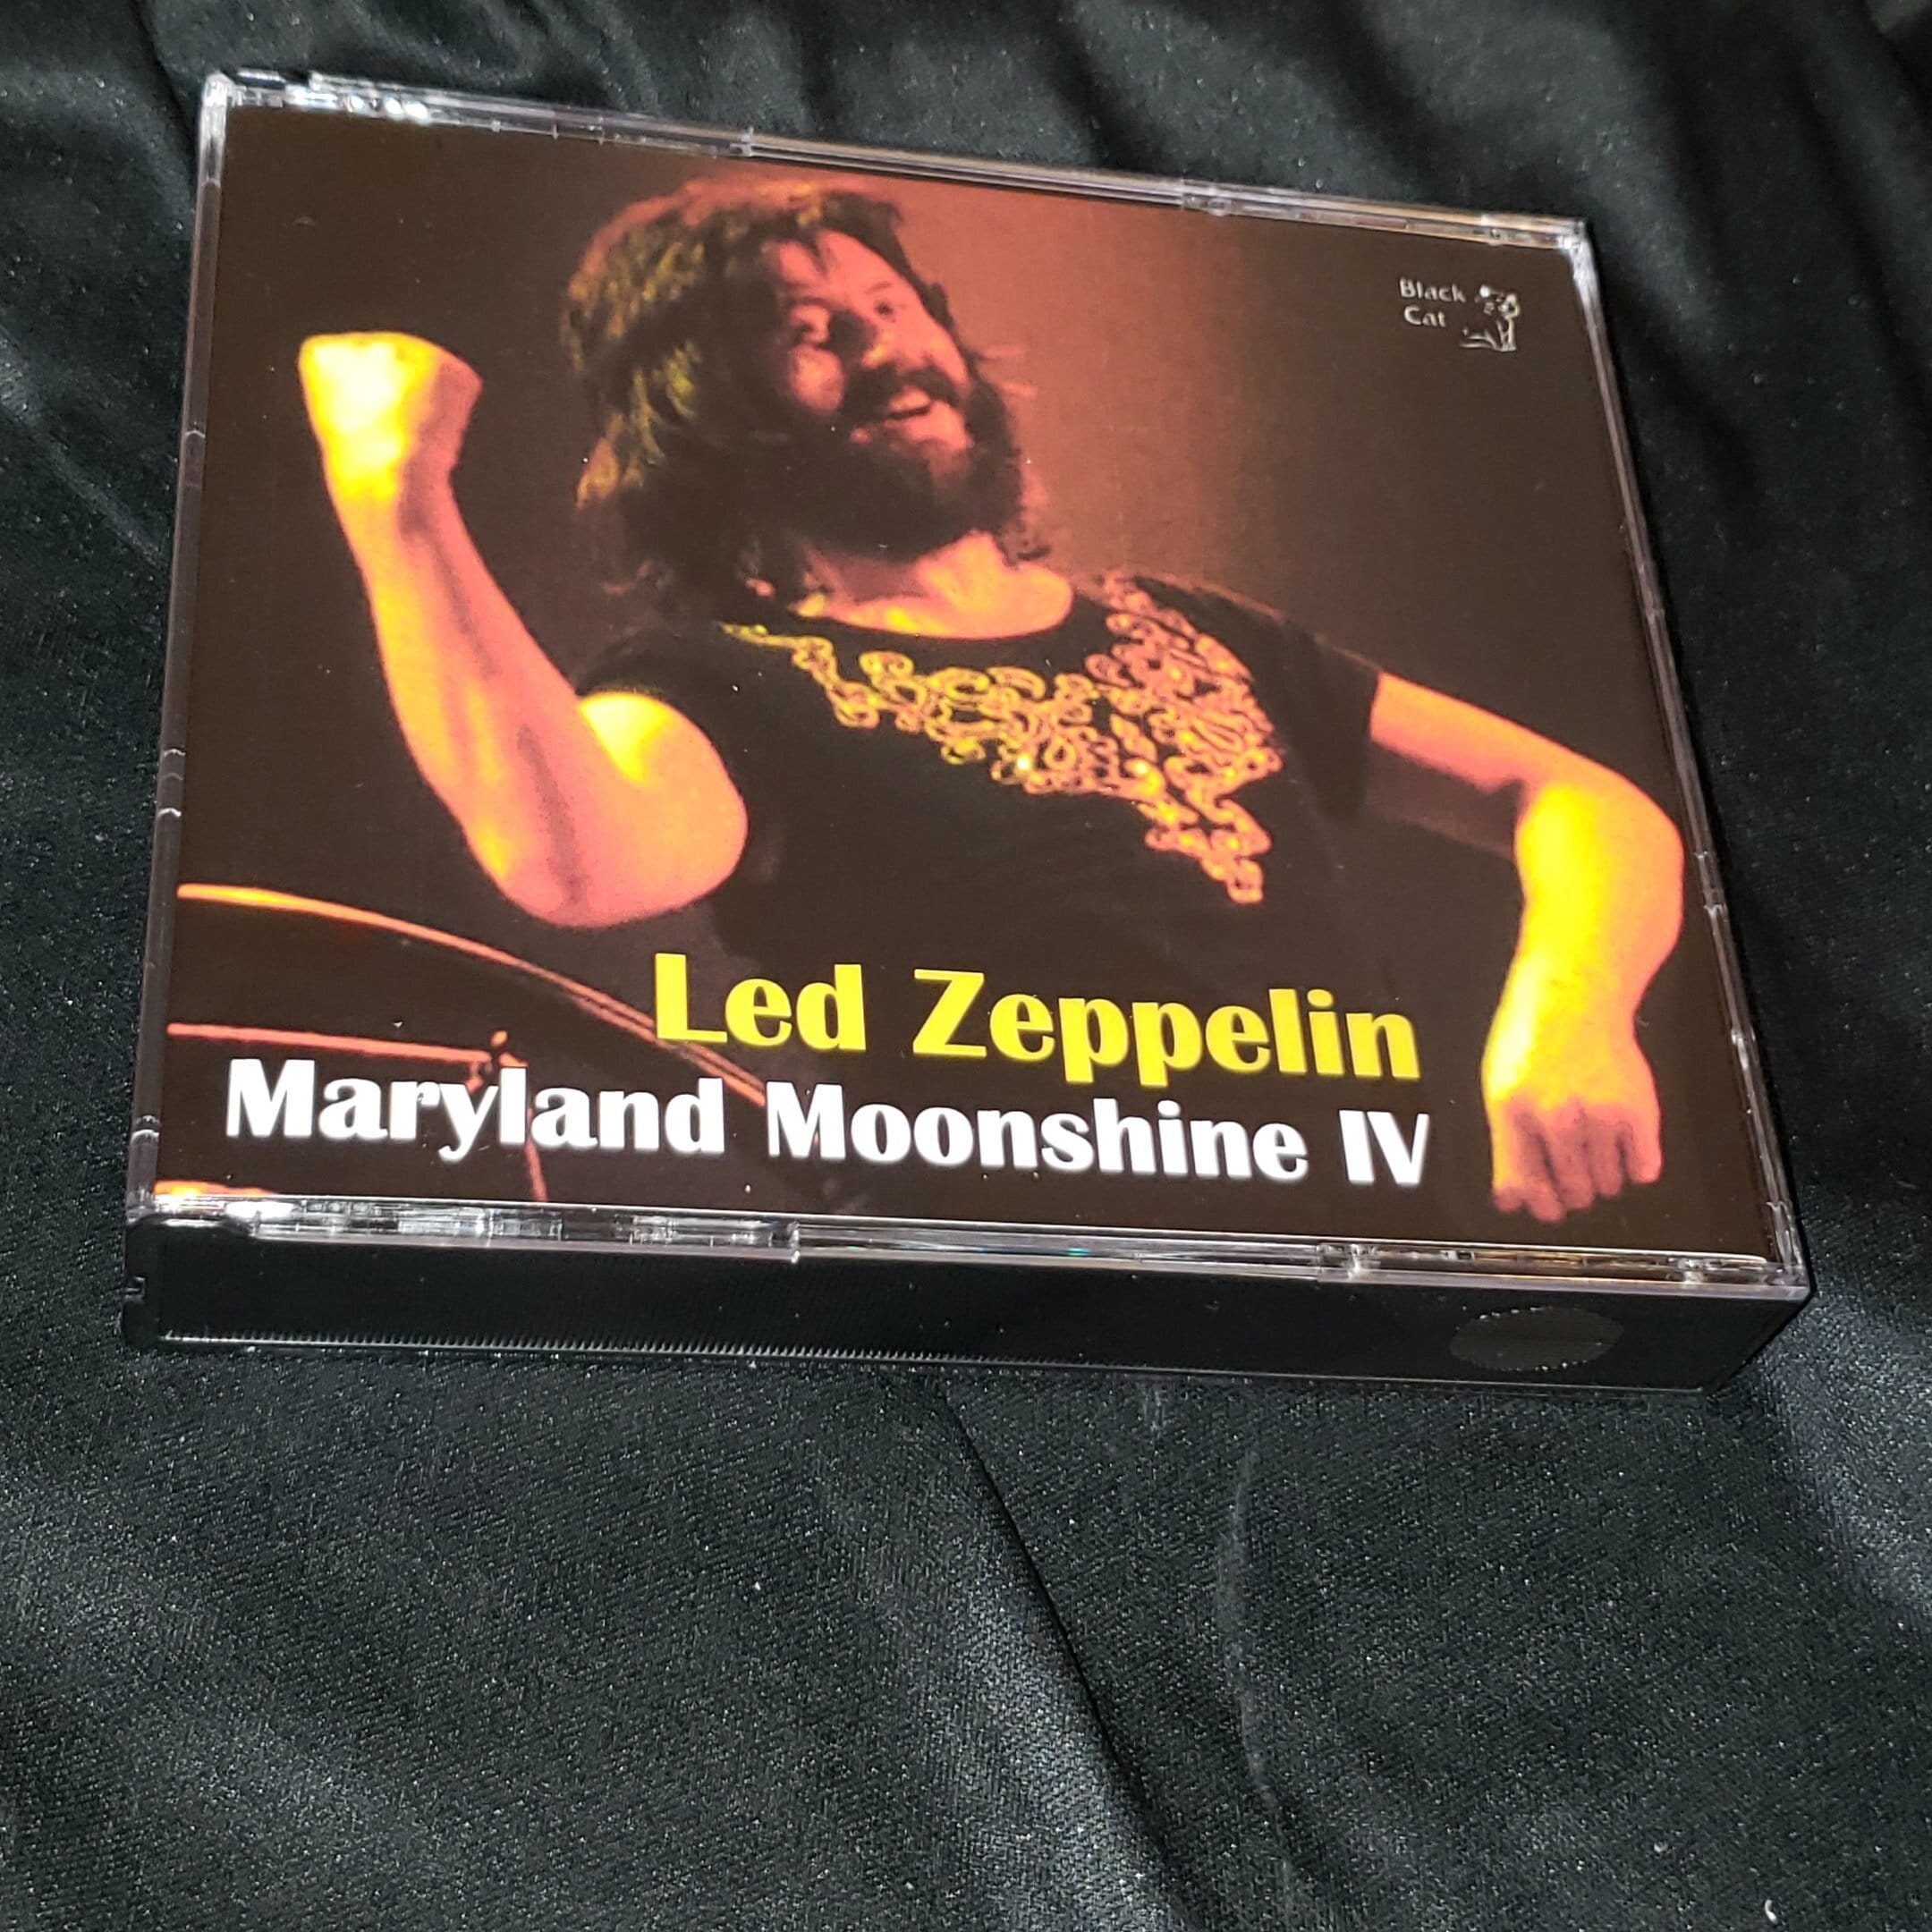 Black
Cat
Led Zeppelin
Maryland Moonshine IV